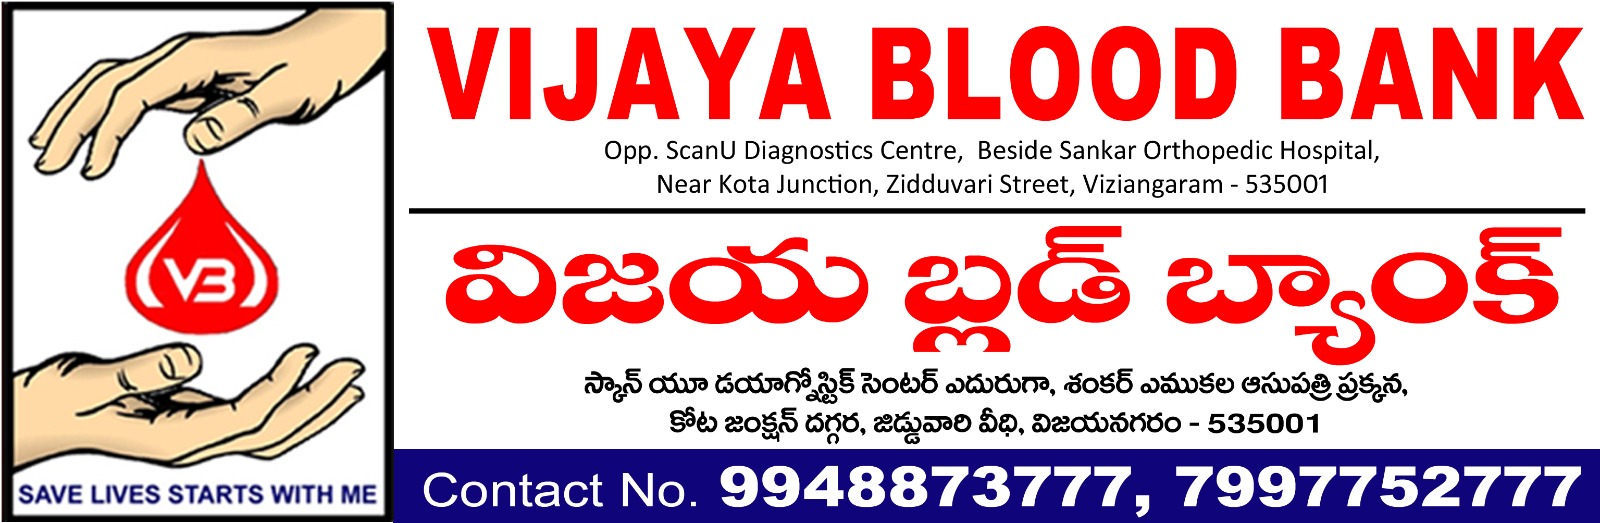 VB
SAVE LIVES STARTS WITH ME
VIJAYA BLOOD BANK
Opp. ScanU Diagnostics Centre, Beside Sankar Orthopedic Hospital,
Near Kota Junction, Zidduvari Street, Viziangaram - 535001
విజయ బ్లడ్ బ్యాంక్
స్కాన్ యూ డయాగ్నోస్టిక్ సెంటర్ ఎదురుగా, శంకర్ ఎముకల ఆసుపత్రి ప్రక్కన,
కోట జంక్షన్ దగ్గర, జిడ్డువారి వీధి, విజయనగరం - 535001
Contact No. 9948873777, 7997752777